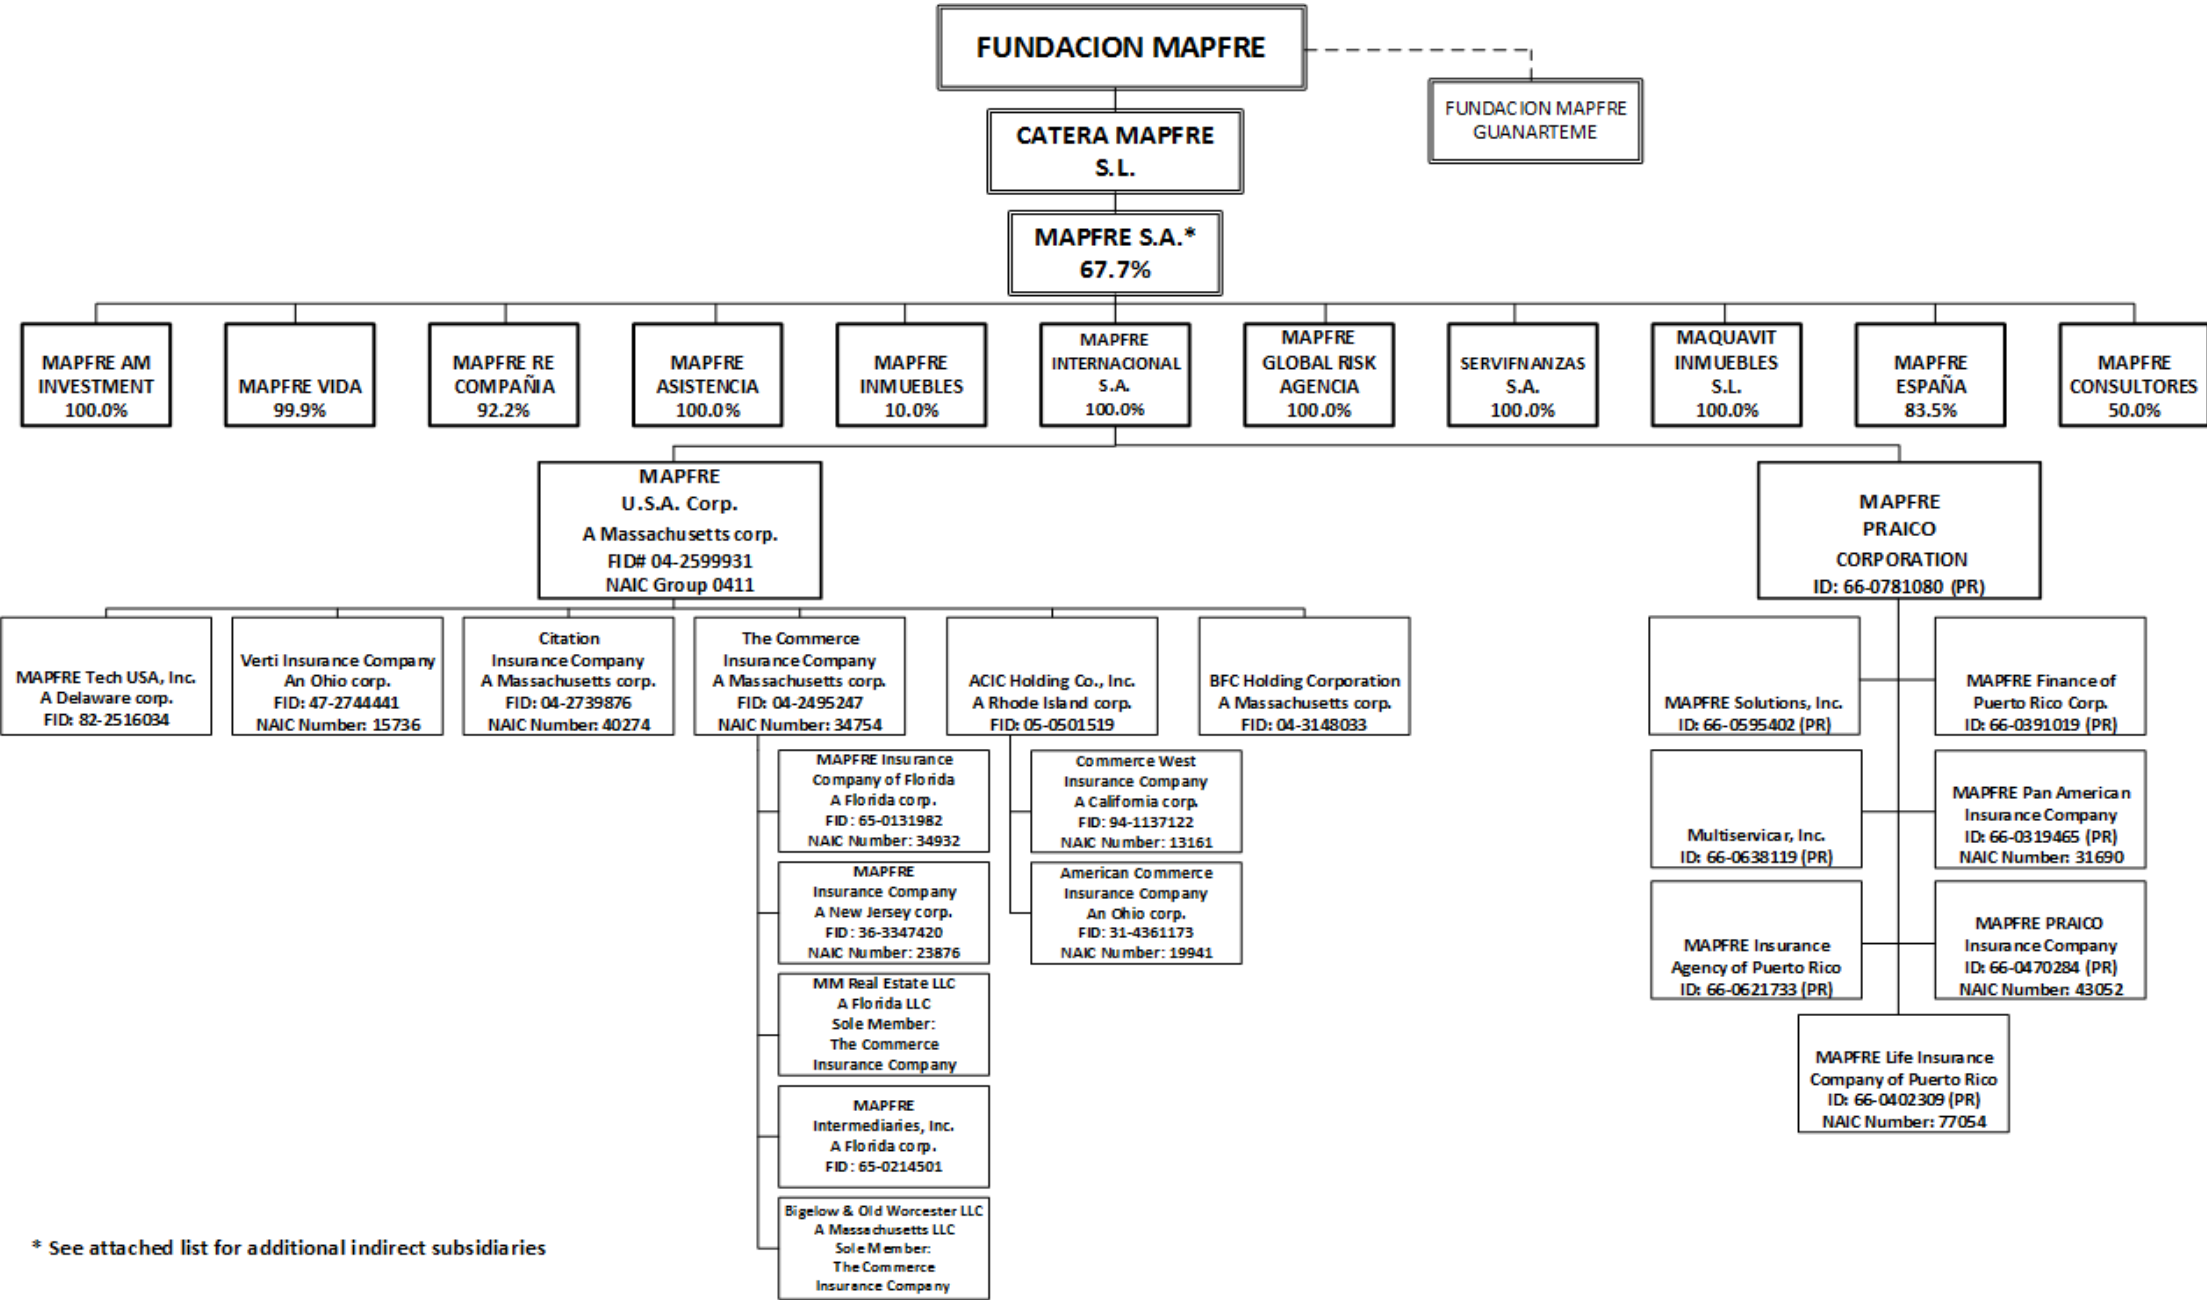 FUNDACION MAPFRE
FUNDACION MAPFRE
GUANARTEME
CATERA MAPFRE
S.L.
MAPFRE S.A.*
67.7%
MAPFRE AM
INVESTMENT
100.0%
MAPFRE VIDA
99.9%
MAPFRE RE
COMPAÑIA
92.2%
MAPFRE
ASISTENCIA
100.0%
MAPFRE
INMUEBLES
10.0%
MAPFRE
INTERNACIONAL
S.A.
100.0%
MAPFRE
GLOBAL RISK
AGENCIA
100.0%
SERVIFNANZAS
S.A.
100.0%
MAQUAVIT
INMUEBLES
S.L.
100.0%
MAPFRE
ESPAÑA
83.5%
MAPFRE
CONSULTORES
50.0%
MAPFRE
U.S.A. Corp.
A Massachusetts corp.
FID# 04-2599931
NAIC Group 0411
MAPFRE
PRAICO
CORPORATION
ID: 66-0781080 (PR)
MAPFRE Tech USA, Inc.
A Delaware corp.
FID: 82-2516034
Verti Insurance Company
An Ohio corp.
FID: 47-2744441
NAIC Number: 15736
Citation
Insurance Company
A Massachusetts corp.
FID: 04-2739876
NAIC Number: 40274
The Commerce
Insurance Company
A Massachusetts corp.
FID: 04-2495247
NAIC Number: 34754
ACIC Holding Co., Inc.
A Rhode Island corp.
FID: 05-0501519
BFC Holding Corporation
A Massachusetts corp.
FID: 04-3148033
MAPFRE Insurance
Company of Florida
A Florida corp.
FID: 65-0131982
NAIC Number: 34932
MAPFRE
Insurance Company
A New Jersey corp.
FID: 36-3347420
NAIC Number: 23876
MM Real Estate LLC
A Florida LLC
Sole Member:
The Commerce
Insurance Company
MAPFRE
Intermediaries, Inc.
A Florida corp.
FID: 65-0214501
Bigelow & Old Worcester LLC
A Massachusetts LLC
Sole Member:
The Commerce
Insurance Company
Commerce West
Insurance Company
A California corp.
FID: 94-1137122
NAIC Number: 13161
American Commerce
Insurance Company
An Ohio corp.
FID: 31-4361173
NAIC Number: 19941
MAPFRE Solutions, Inc.
ID: 66-0595402 (PR)
MAPFRE Finance of
Puerto Rico Corp.
ID: 66-0391019 (PR)
Multiservicar, Inc.
ID: 66-0638119 (PR)
MAPFRE Pan American
Insurance Company
ID: 66-0319465 (PR)
NAIC Number: 31690
MAPFRE Insurance
Agency of Puerto Rico
ID: 66-0621733 (PR)
MAPFRE PRAICO
Insurance Company
ID: 66-0470284 (PR)
NAIC Number: 43052
MAPFRE Life Insurance
Company of Puerto Rico
ID: 66-0402309 (PR)
NAIC Number: 77054
* See attached list for additional indirect subsidiaries